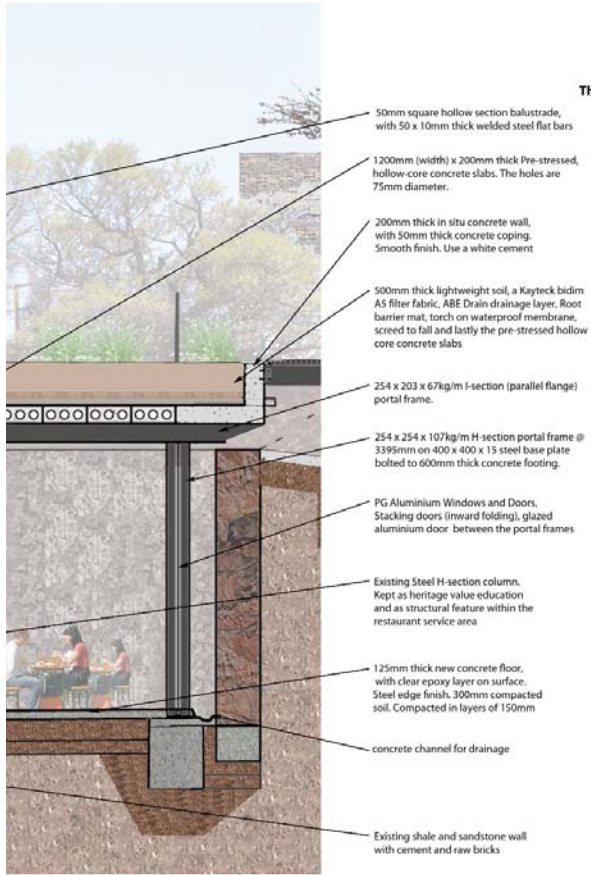 Th
50mm square hollow section balustrade,
with 50 x 10mm thick welded steel flat bars
1200mm (width) x 200mm thick Pre-stressed,
hollow-core concrete slabs. The holes are
75mm diameter.
200mm thick in situ concrete wall,
with 50mm thick concrete coping.
Smooth finish. Use a white cement
500mm thick lightweight soil, a Kayteck bidim
A5 filter fabric, ABE Drain drainage layer, Root
barrier mat, torch on waterproof membrane,
screed to fall and lastly the pre-stressed hollow
core concrete slabs
254 x 203 x 67kg/m I-section (parallel flange)
portal frame.
254 x 254 x 107kg/m H-section portal frame @
3395mm on 400 x 400 x 15 steel base plate
bolted to 600mm thick concrete footing.
PG Aluminium Windows and Doors,
Stacking doors (inward folding), glazed
aluminium door between the portal frames
Existing Steel H-section column.
Kept as heritage value education
and as structural feature within the
restaurant service area
125mm thick new concrete floor,
with clear epoxy layer on surface.
Steel edge finish. 300mm compacted
soil. Compacted in layers of 150mm
concrete channel for drainage
Existing shale and sandstone wall
with cement and raw bricks